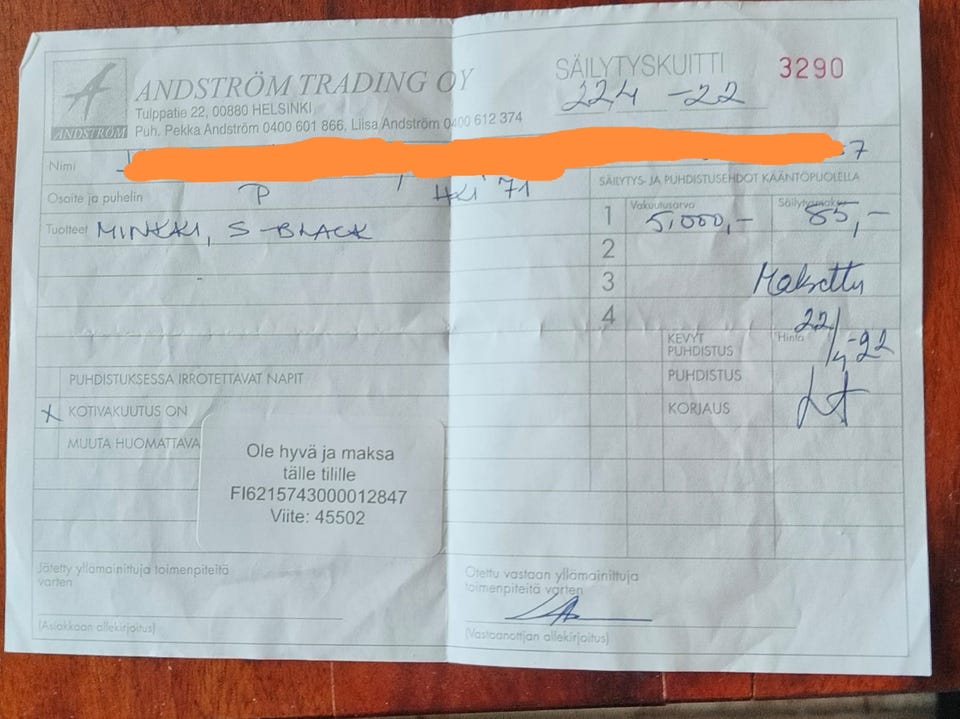 ANDSTRÖM
ANDSTRÖM TRADING OY
Tulppatie 22, 00880 HELSINKI,
Puh. Pekka Andström 0400 601 866, Liisa Andström 0400 612 374
SÄILYTYSKUITTI 3290
224 -22
Nimi 7
Osoite ja puhelin P HKI 71
SÄILYTYS- JA PUHDISTUSEHDOT KÄÄNTÖPUOLELLA
Tuotteet MINKKI, S-BLACK
Vakuutusarvo Säilytysmaksu
1 5.000,- 85,-
2
3 Maksettu
4 22/4-22
KEVYT PUHDISTUS Hinta
PUHDISTUKSESSA IRROTETTAVAT NAPIT PUHDISTUS
X KOTIVAKUUTUS ON KORJAUS
MUUTA HUOMATTAVA
Ole hyvä ja maksa
tälle tilille
FI6215743000012847
Viite: 45502
Jätetty yllämainittuja toimenpiteitä
varten
(Asiakkaan allekirjoitus)
Otettu vastaan yllämainittuja
toimenpiteitä varten
(Vastaanottjan allekirjoitus)